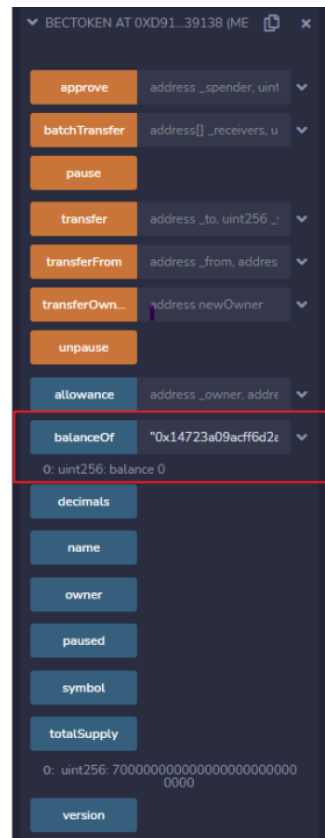 BECTOKEN AT 0XD91...39138 (ME
approve address _spender, uint
batchTransfer address[] _receivers, u
pause
transfer address _to, uint256 _
transferFrom address _from, addres
transferOwn... address newOwner
unpause
allowance address _owner, addre
balanceOf "0x14723a09acff6d2a
0: uint256: balance 0
decimals
name
owner
paused
symbol
totalSupply
0: uint256: 7000000000000000000000000
0000
version